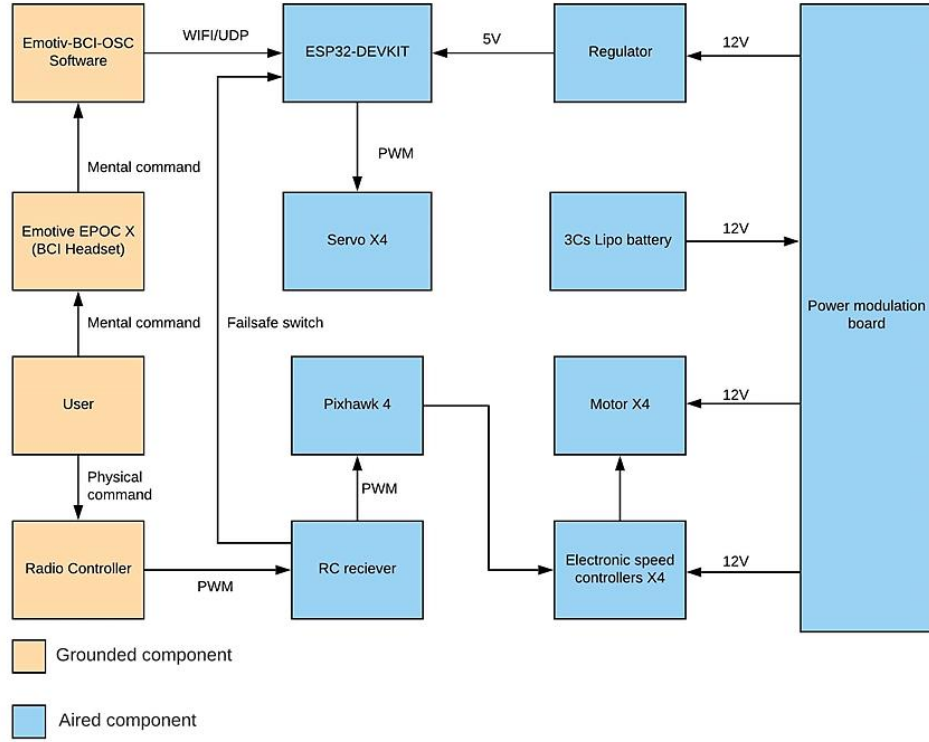 Emotiv-BCI-OSC
Software
WIFI/UDP
ESP32-DEVKIT
5V
Regulator
12V
Mental command
PWM
Emotive EPOC X
(BCI Headset)
Servo X4
3Cs Lipo battery
12V
Power modulation
board
Mental command
Failsafe switch
User
Pixhawk 4
Motor X4
12V
Physical
command
PWM
Radio Controller
PWM
RC reciever
Electronic speed
controllers X4
12V
Grounded component
Aired component